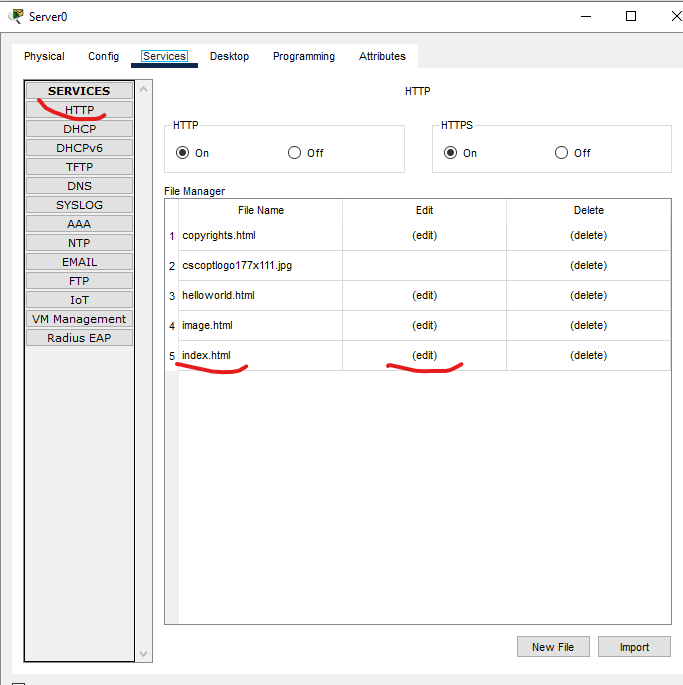 Server0
Physical Config Services Desktop Programming Attributes
SERVICES
HTTP
DHCP
DHCPv6
TFTP
DNS
SYSLOG
AAA
NTP
EMAIL
FTP
IoT
VM Management
Radius EAP
HTTP
HTTP
On Off
HTTPS
On Off
File Manager
File Name Edit Delete
1 copyrights.html (edit) (delete)
2 cscoptlogo177x111.jpg (delete)
3 helloworld.html (edit) (delete)
4 image.html (edit) (delete)
5 index.html (edit) (delete)
New File Import